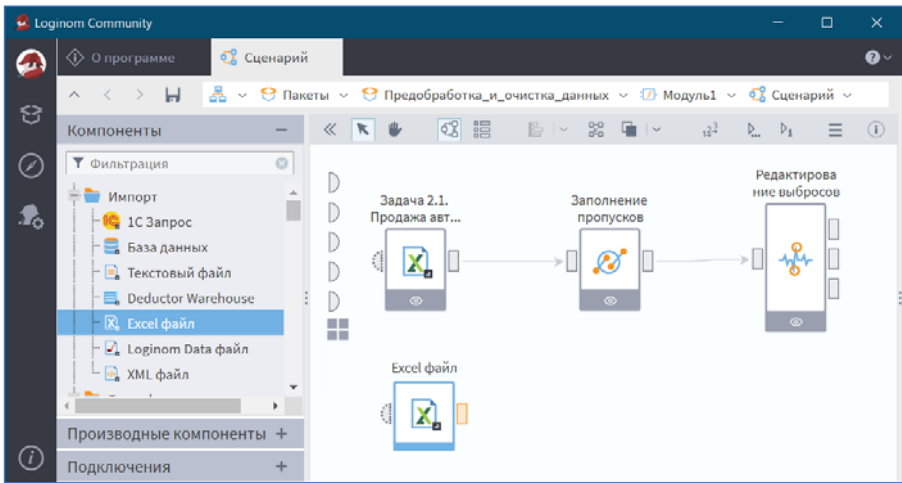 Loginom Community
О программе
Сценарий
Пакеты
Предобработка_и_очистка_данных
Модуль1
Сценарий
Компоненты
Фильтрация
Импорт
1С Запрос
База данных
Текстовый файл
Deductor Warehouse
Excel файл
Loginom Data файл
XML файл
Производные компоненты
Подключения
Задача 2.1.
Продажа авт...
Заполнение
пропусков
Редактирова
ние выбросов
Excel файл